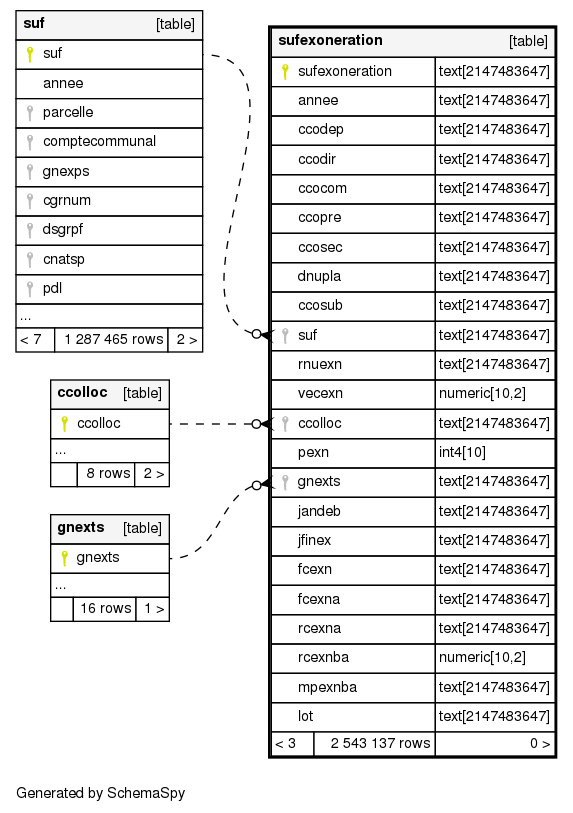 suf [table]
suf
annee
parcelle
comptecommunal
gnexps
cgrnum
dsgrpf
cnatsp
pdl
...
< 7 1 287 465 rows 2 >
ccolloc [table]
ccolloc
...
8 rows 2 >
gnexts [table]
gnexts
...
16 rows 1 >
sufexoneration [table]
sufexoneration text[2147483647]
annee text[2147483647]
ccodep text[2147483647]
ccodir text[2147483647]
ccocom text[2147483647]
ccopre text[2147483647]
ccosec text[2147483647]
dnupla text[2147483647]
ccosub text[2147483647]
suf text[2147483647]
rnuexn text[2147483647]
vecexn numeric[10,2]
ccolloc text[2147483647]
pexn int4[10]
gnexts text[2147483647]
jandeb text[2147483647]
jfinex text[2147483647]
fcexn text[2147483647]
fcexna text[2147483647]
rcexna text[2147483647]
rcexnba numeric[10,2]
mpexnba text[2147483647]
lot text[2147483647]
< 3 2 543 137 rows 0 >
Generated by SchemaSpy